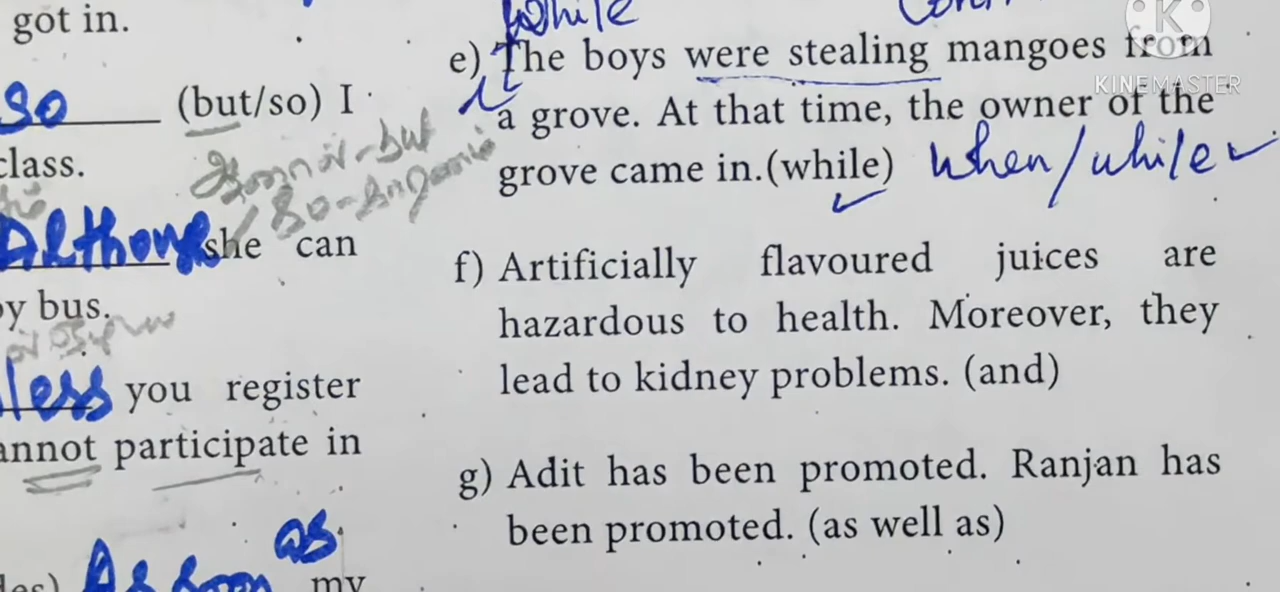 got in.
so (but/so) I
class.
Although she can
by bus.
less you register
annot participate in
As soon as my
while
e) The boys were stealing mangoes from
a grove. At that time, the owner of the
grove came in.(while) when/while
f) Artificially flavoured juices are
hazardous to health. Moreover, they
lead to kidney problems. (and)
g) Adit has been promoted. Ranjan has
been promoted. (as well as)
K
KINEMASTER